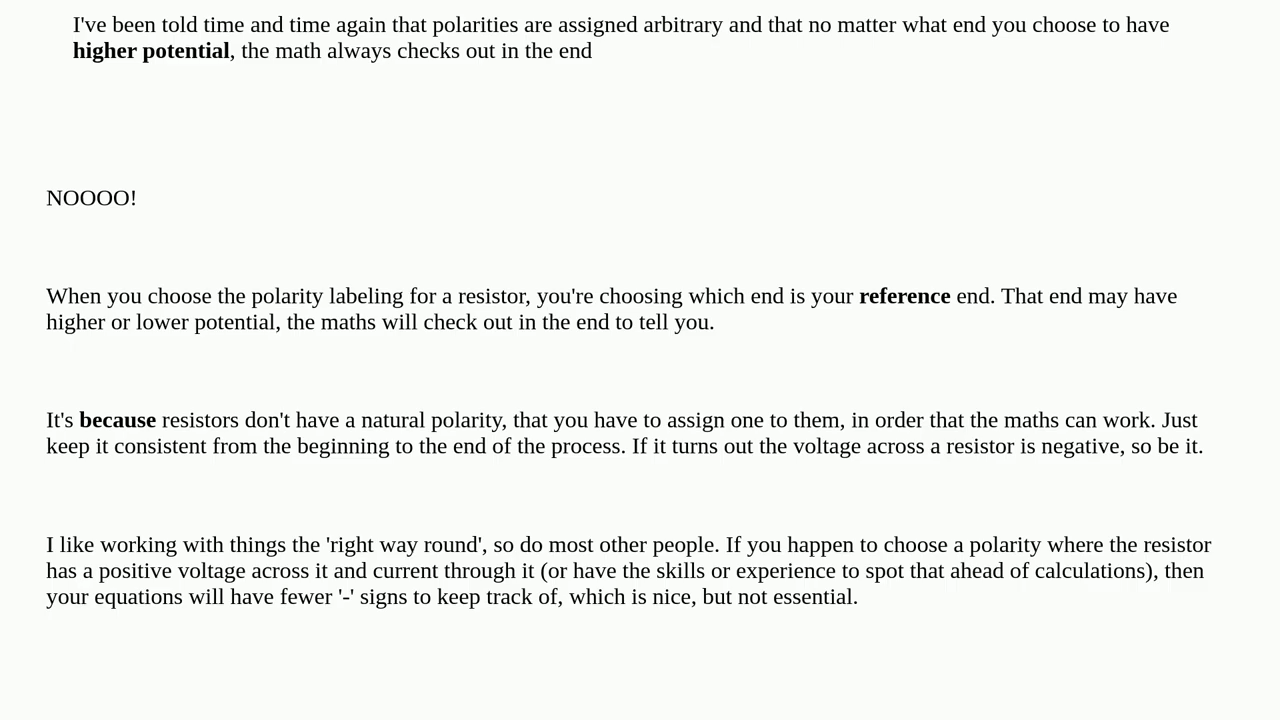 I've been told time and time again that polarities are assigned arbitrary and that no matter what end you choose to have
higher potential, the math always checks out in the end
NOOOO!
When you choose the polarity labeling for a resistor, you're choosing which end is your reference end. That end may have
higher or lower potential, the maths will check out in the end to tell you.
It's because resistors don't have a natural polarity, that you have to assign one to them, in order that the maths can work. Just
keep it consistent from the beginning to the end of the process. If it turns out the voltage across a resistor is negative, so be it.
I like working with things the 'right way round', so do most other people. If you happen to choose a polarity where the resistor
has a positive voltage across it and current through it (or have the skills or experience to spot that ahead of calculations), then
your equations will have fewer '-' signs to keep track of, which is nice, but not essential.